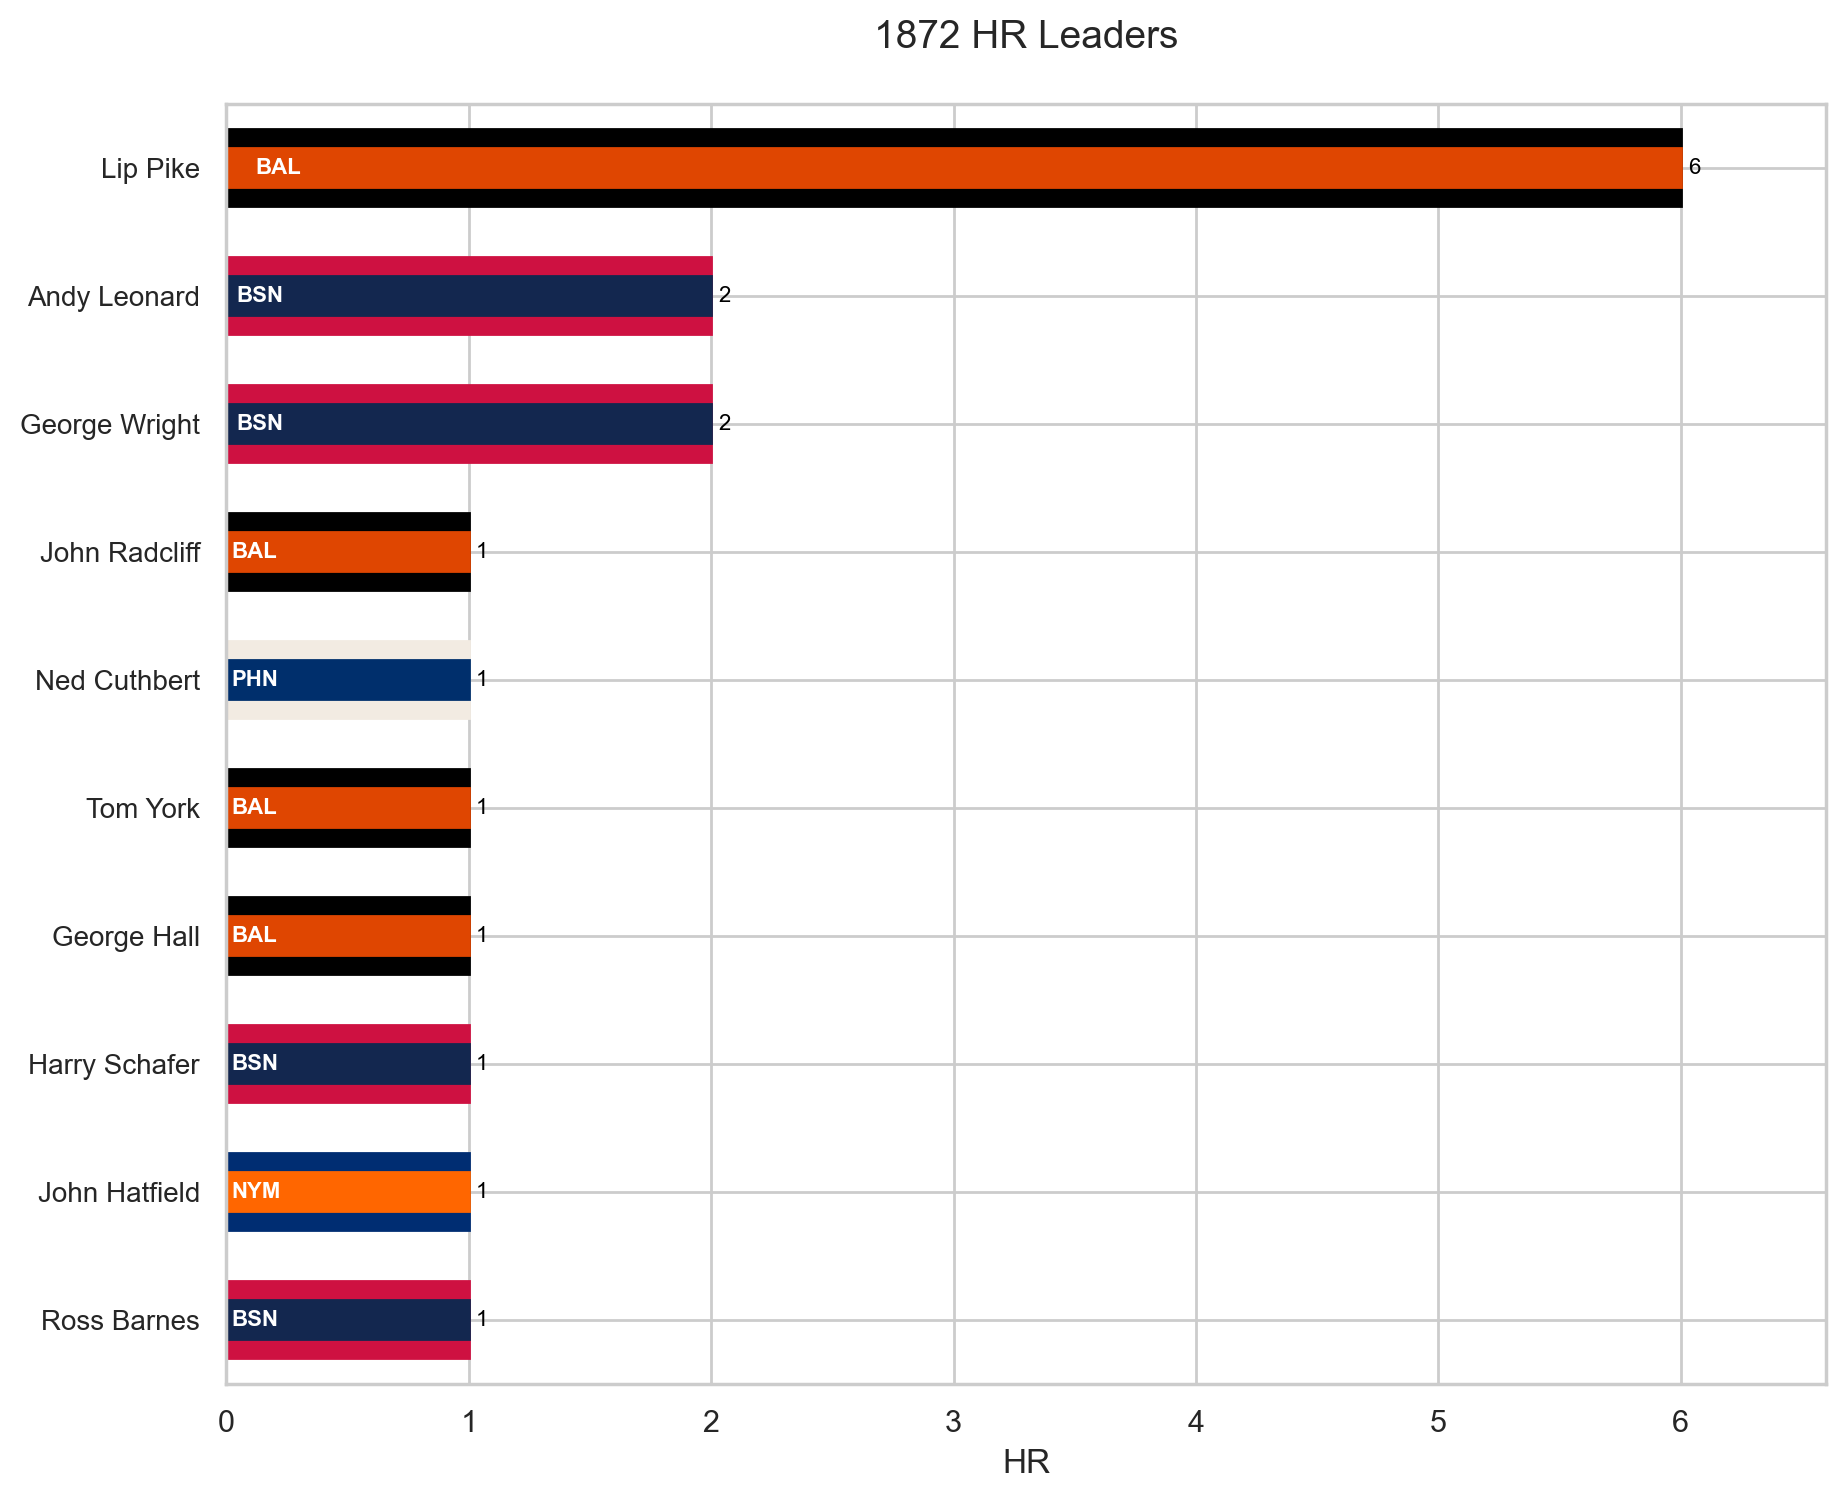 1872 HR Leaders
Lip Pike BAL 6
Andy Leonard BSN 2
George Wright BSN 2
John Radcliff BAL 1
Ned Cuthbert PHN 1
Tom York BAL 1
George Hall BAL 1
Harry Schafer BSN 1
John Hatfield NYM 1
Ross Barnes BSN 1
0 1 2 3 4 5 6
HR